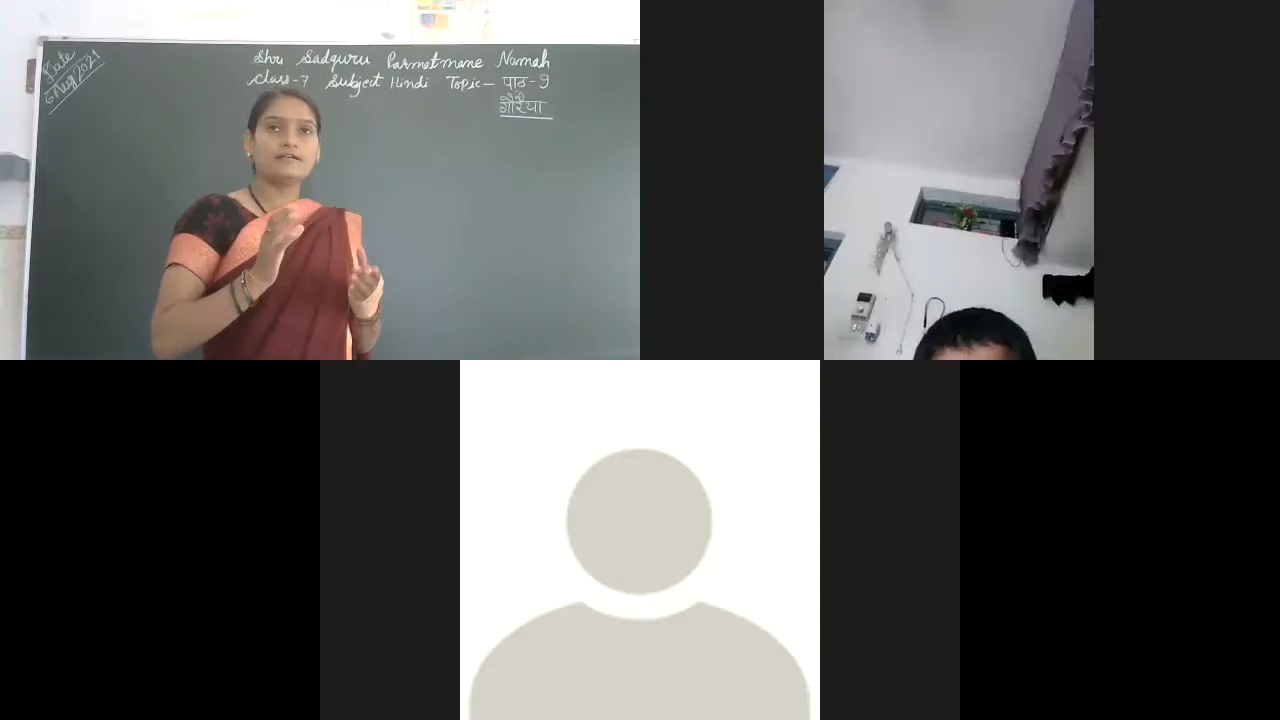 Date
6 Aug 2021
Shri Sadguru Parmatmane Namah
Class-7 Subject Hindi Topic - पाठ-9
गौरैया